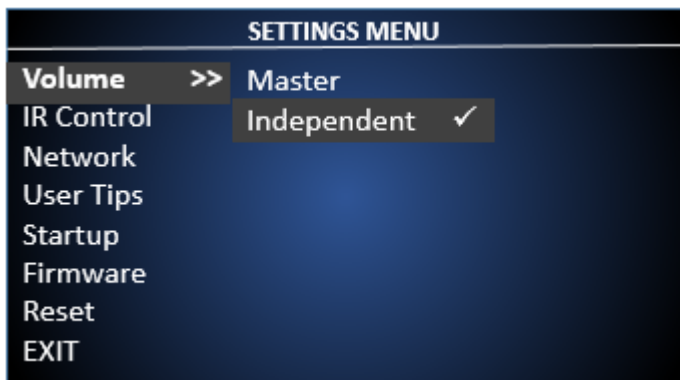 SETTINGS MENU
Volume >> Master
IR Control Independent ✓
Network
User Tips
Startup
Firmware
Reset
EXIT